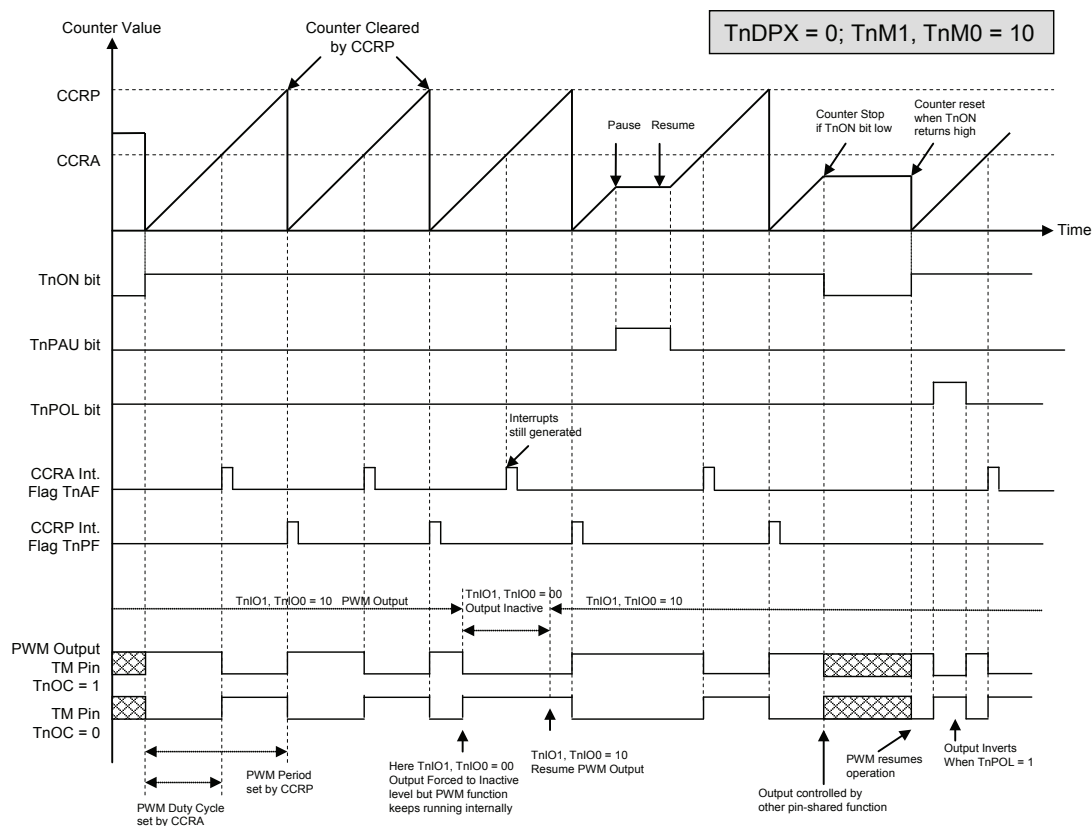 TnDPX = 0; TnM1, TnM0 = 10
Counter Value
Counter Cleared
by CCRP
CCRP
CCRA
Pause
Resume
Counter Stop
if TnON bit low
Counter reset
when TnON
returns high
Time
TnON bit
TnPAU bit
TnPOL bit
Interrupts
still generated
CCRA Int.
Flag TnAF
CCRP Int.
Flag TnPF
TnIO1, TnIO0 = 10 PWM Output
TnIO1, TnIO0 = 00
Output Inactive
TnIO1, TnIO0 = 10
PWM Output
TM Pin
TnOC = 1
TM Pin
TnOC = 0
PWM Period
set by CCRP
PWM Duty Cycle
set by CCRA
Here TnIO1, TnIO0 = 00
Output Forced to Inactive
level but PWM function
keeps running internally
TnIO1, TnIO0 = 10
Resume PWM Output
Output controlled by
other pin-shared function
PWM resumes
operation
Output Inverts
When TnPOL = 1